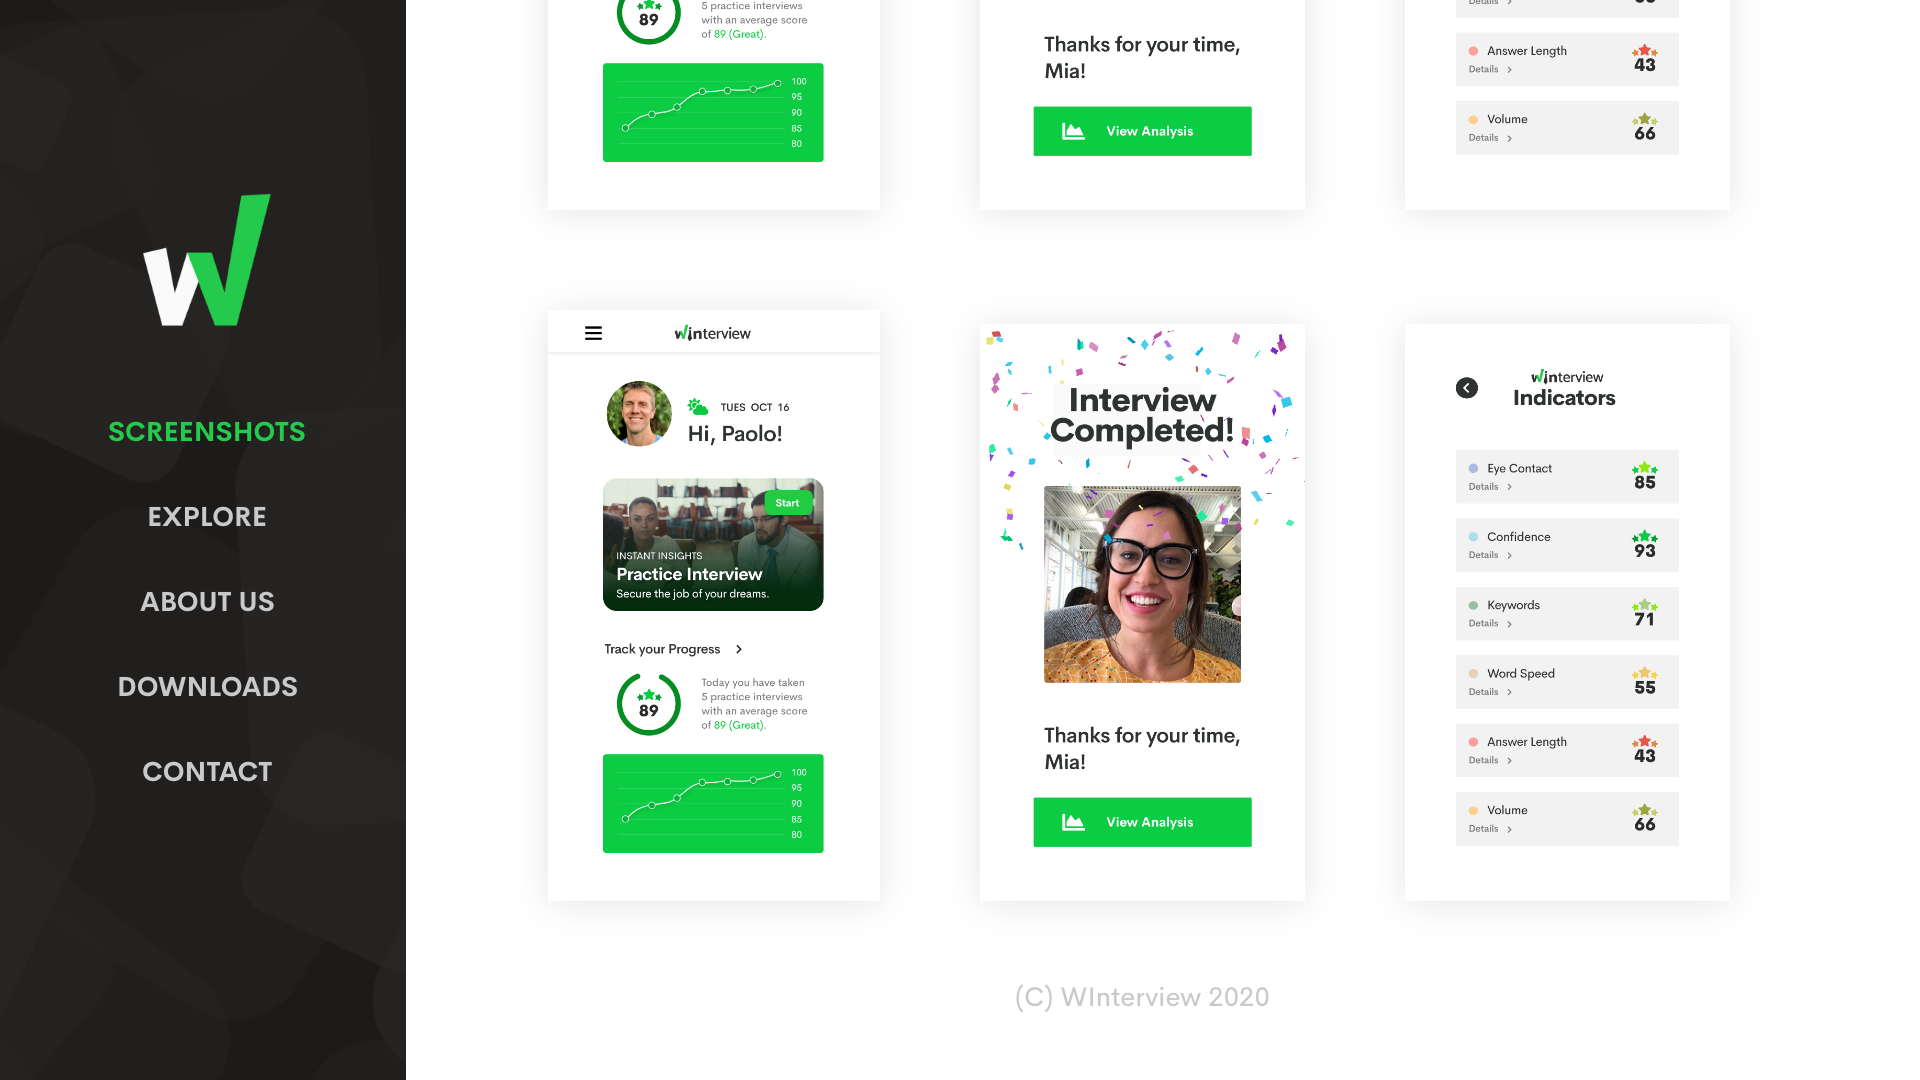 SCREENSHOTS
EXPLORE
ABOUT US
DOWNLOADS
CONTACT
89
5 practice interviews
with an average score
of 89 (Great).
100
95
90
85
80
Thanks for your time,
Mia!
View Analysis
Details
Answer Length
Details
43
Volume
Details
66
Winterview
TUES OCT 16
Hi, Paolo!
Start
INSTANT INSIGHTS
Practice Interview
Secure the job of your dreams.
Track your Progress
89
Today you have taken
5 practice interviews
with an average score
of 89 (Great).
100
95
90
85
80
Interview
Completed!
Thanks for your time,
Mia!
View Analysis
Winterview
Indicators
Eye Contact
Details
85
Confidence
Details
93
Keywords
Details
71
Word Speed
Details
55
Answer Length
Details
43
Volume
Details
66
(C) WInterview 2020